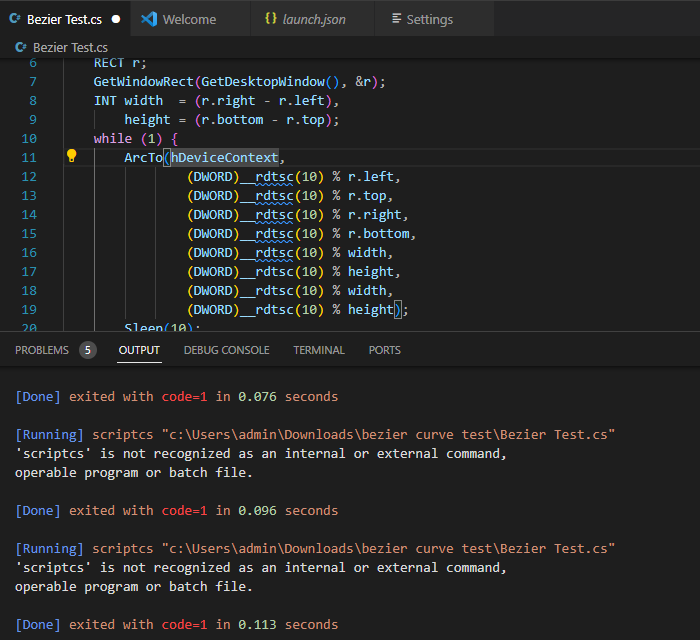 C# Bezier Test.cs ● Welcome {} launch.json Settings
C# Bezier Test.cs
6 RECT r;
7 GetWindowRect(GetDesktopWindow(), &r);
8 INT width  = (r.right - r.left),
9 height = (r.bottom - r.top);
10 while (1) {
11 ArcTo(hDeviceContext,
12 (DWORD)__rdtsc(10) % r.left,
13 (DWORD)__rdtsc(10) % r.top,
14 (DWORD)__rdtsc(10) % r.right,
15 (DWORD)__rdtsc(10) % r.bottom,
16 (DWORD)__rdtsc(10) % width,
17 (DWORD)__rdtsc(10) % height,
18 (DWORD)__rdtsc(10) % width,
19 (DWORD)__rdtsc(10) % height);
20 Sleep(10);
PROBLEMS 5 OUTPUT DEBUG CONSOLE TERMINAL PORTS
[Done] exited with code=1 in 0.076 seconds
[Running] scriptcs "c:\Users\admin\Downloads\bezier curve test\Bezier Test.cs"
'scriptcs' is not recognized as an internal or external command,
operable program or batch file.
[Done] exited with code=1 in 0.096 seconds
[Running] scriptcs "c:\Users\admin\Downloads\bezier curve test\Bezier Test.cs"
'scriptcs' is not recognized as an internal or external command,
operable program or batch file.
[Done] exited with code=1 in 0.113 seconds